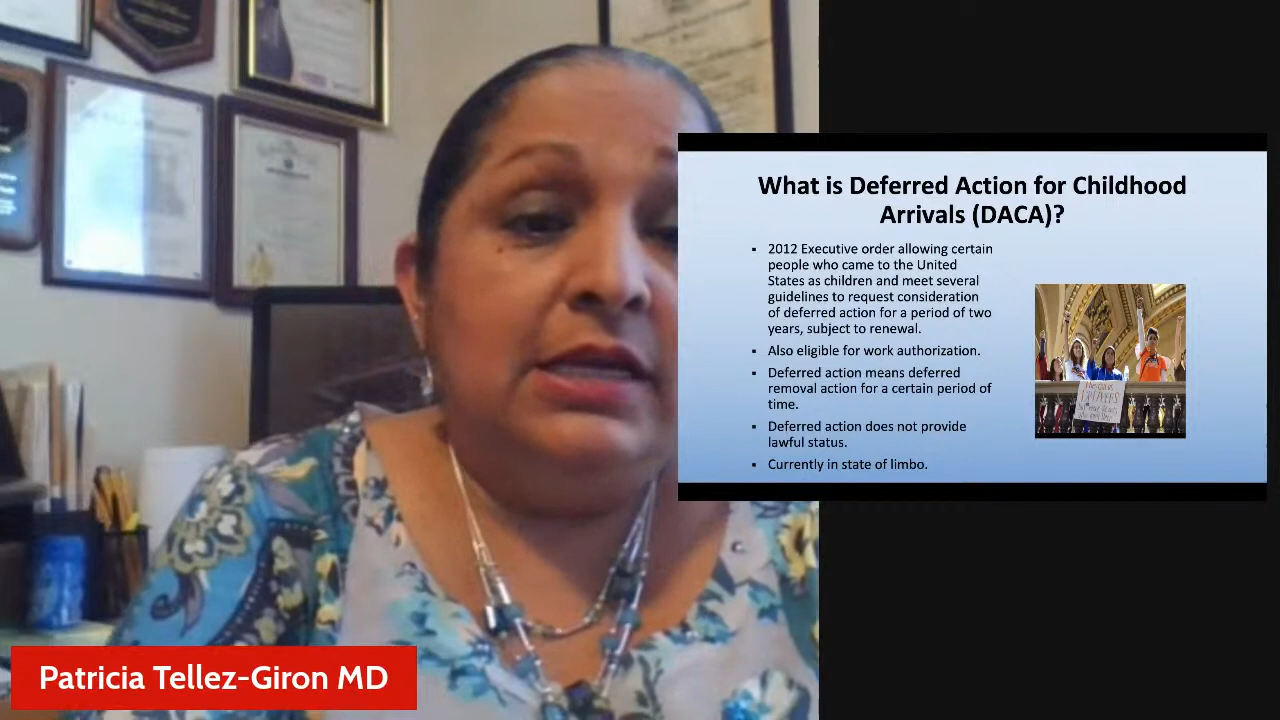 What is Deferred Action for Childhood
Arrivals (DACA)?
▪ 2012 Executive order allowing certain
people who came to the United
States as children and meet several
guidelines to request consideration
of deferred action for a period of two
years, subject to renewal.
▪ Also eligible for work authorization.
▪ Deferred action means deferred
removal action for a certain period of
time.
▪ Deferred action does not provide
lawful status.
▪ Currently in state of limbo.
Patricia Tellez-Giron MD